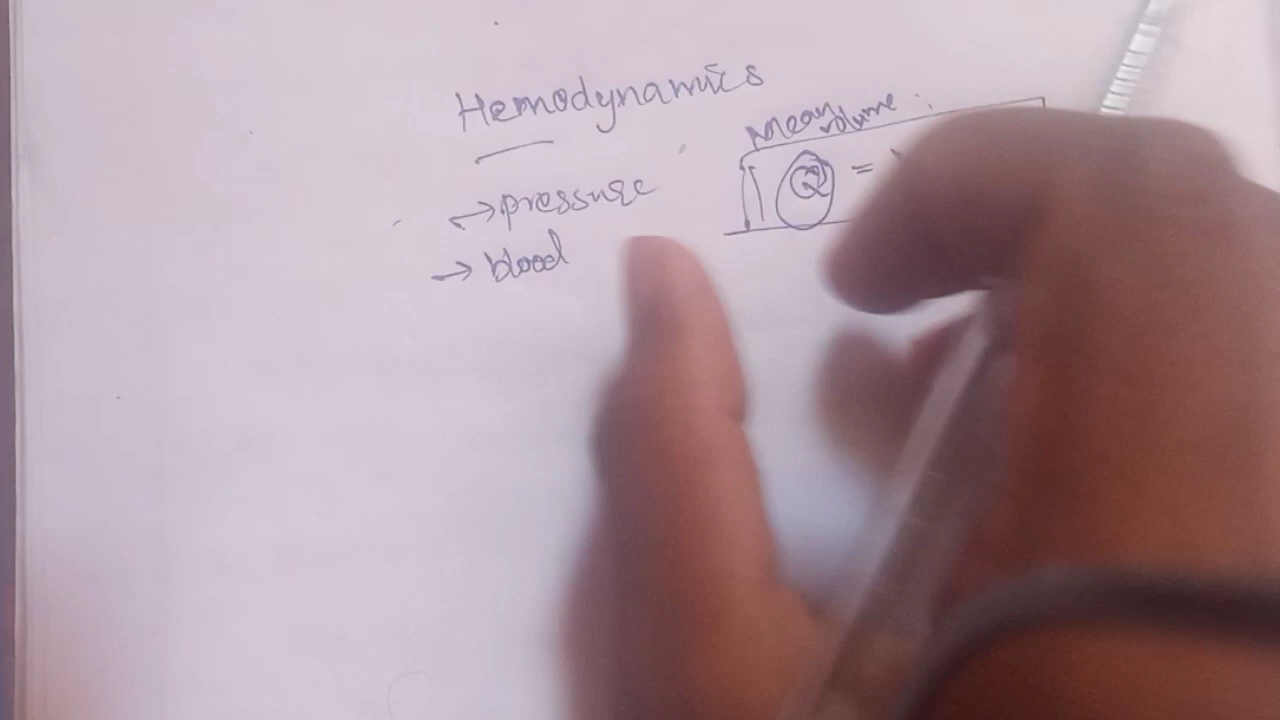 Hemodynamics
Mean volume :
→ pressure
Q =
→ blood